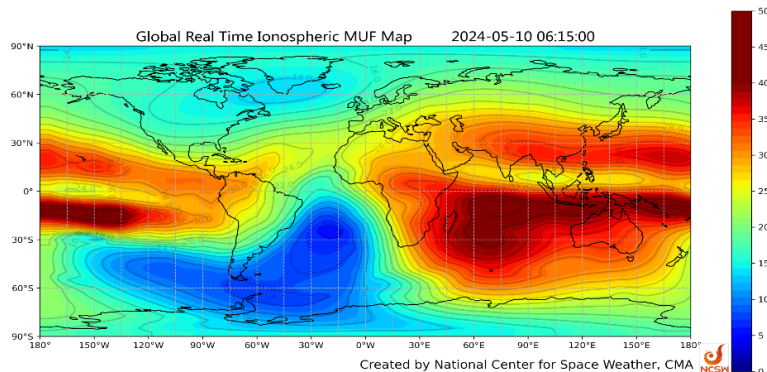 Global Real Time Ionospheric MUF Map 2024-05-10 06:15:00
50
45
40
35
30
25
20
15
10
5
0
90°N
60°N
30°N
0°
30°S
60°S
90°S
180° 150°W 120°W 90°W 60°W 30°W 0° 30°E 60°E 90°E 120°E 150°E 180°
Created by National Center for Space Weather, CMA
NCSW